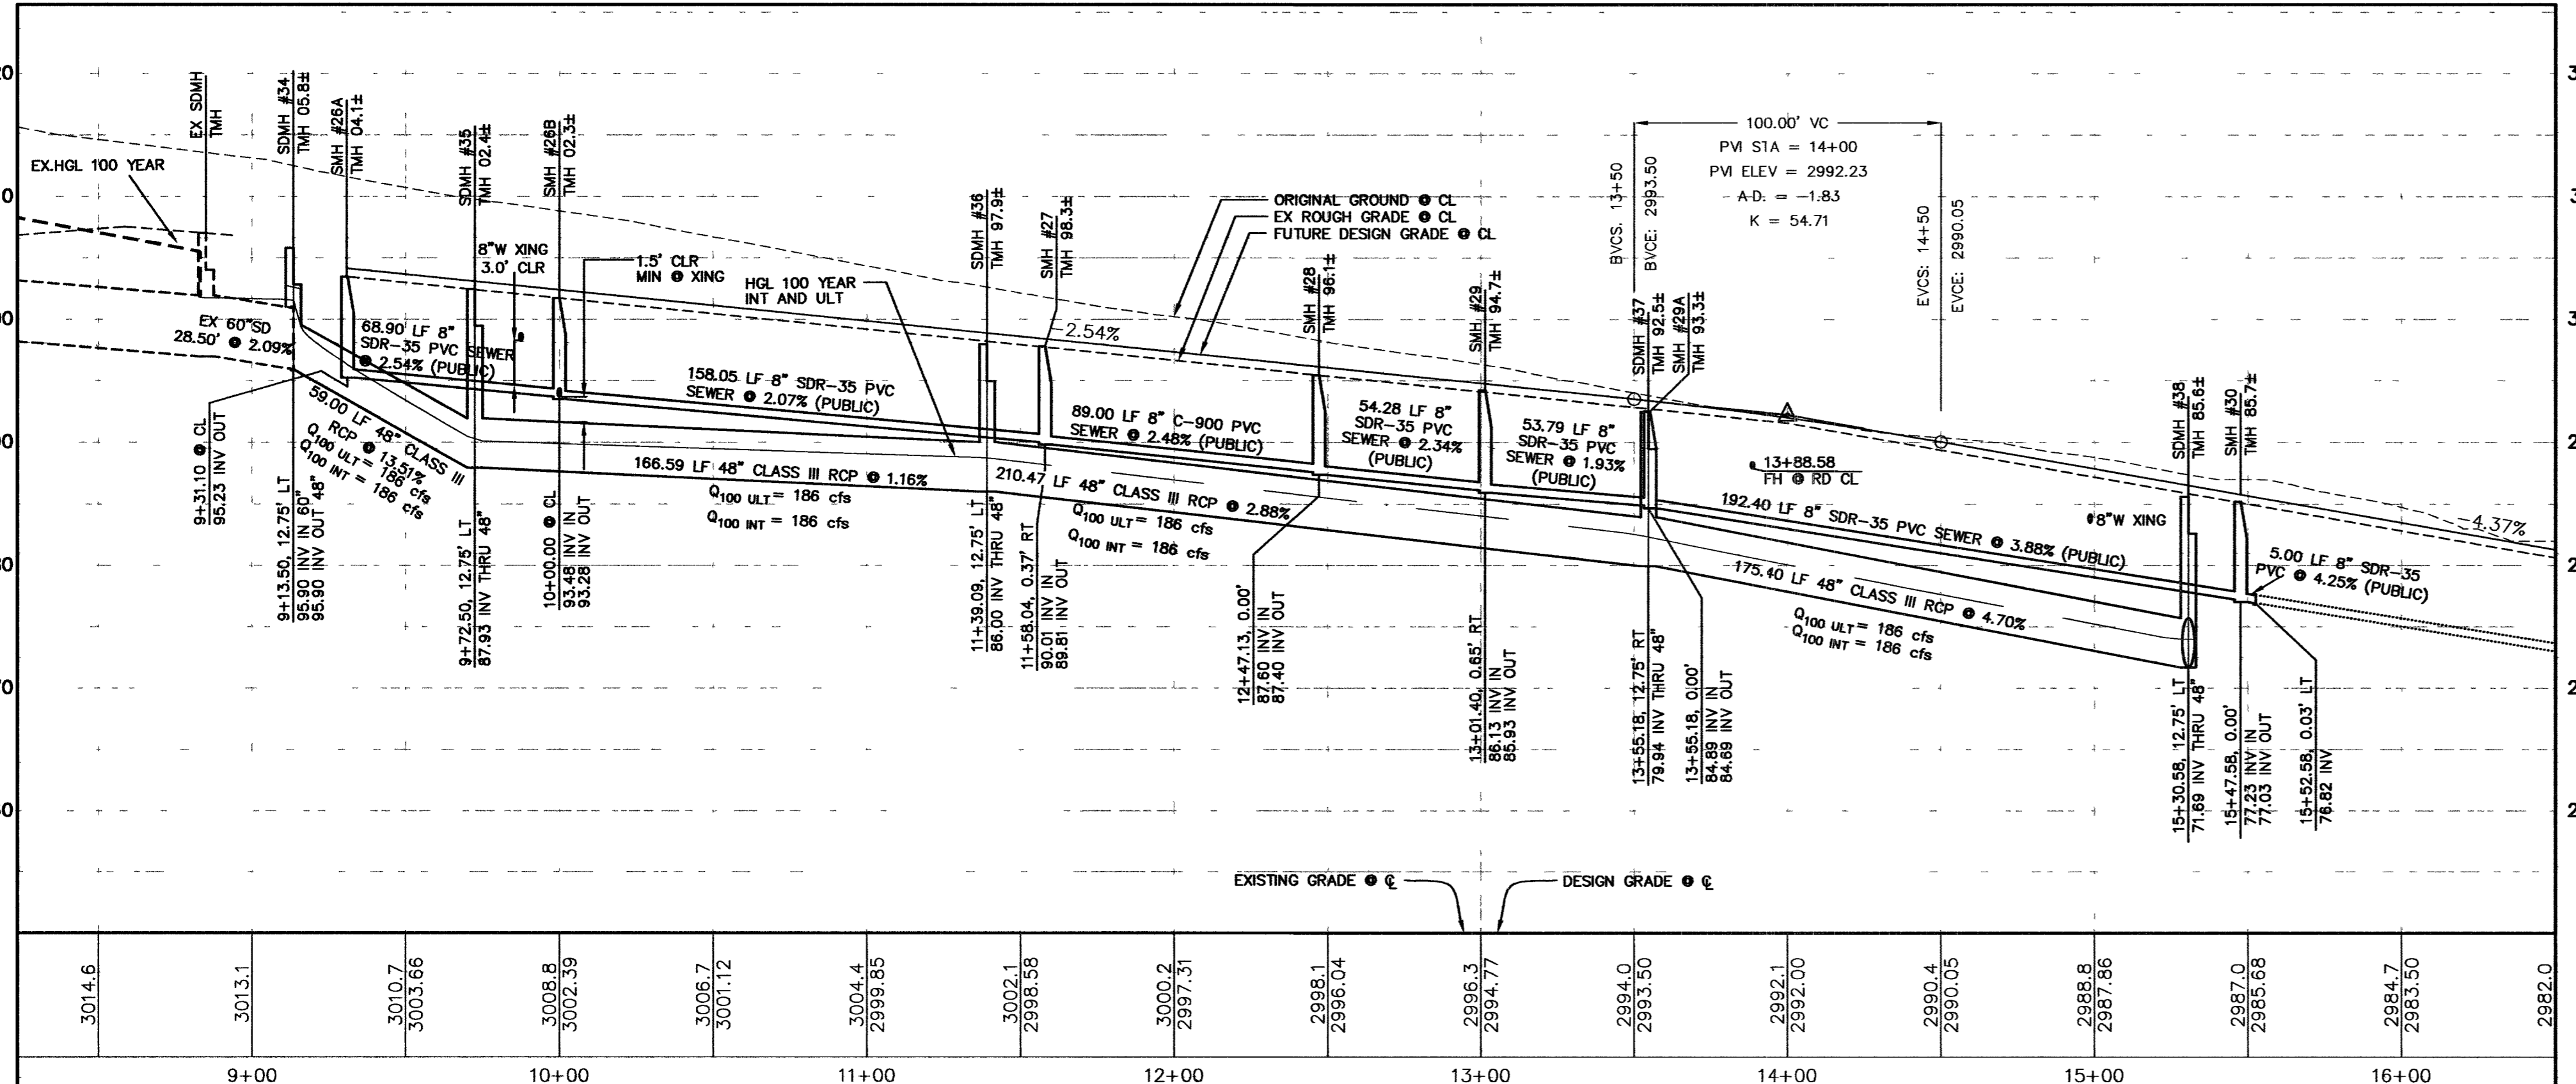 EX SDMH
TMH
SDMH #34
TMH 05.8±
SMH #26A
TMH 04.1±
SDMH #35
TMH 02.4±
SMH #26B
TMH 02.3±
SDMH #36
TMH 97.9±
SMH #27
TMH 98.3±
SMH #28
TMH 96.1±
SMH #29
TMH 94.7±
SDMH #37
TMH 92.5±
SMH #29A
TMH 93.3±
SDMH #38
TMH 85.6±
SMH #30
TMH 85.7±
EX.HGL 100 YEAR
8"W XING
3.0' CLR
1.5' CLR
MIN @ XING
HGL 100 YEAR
INT AND ULT
ORIGINAL GROUND @ CL
EX ROUGH GRADE @ CL
FUTURE DESIGN GRADE @ CL
-2.54%
100.00' VC
PVI STA = 14+00
PVI ELEV = 2992.23
A.D. = -1.83
K = 54.71
BVCS: 13+50
BVCE: 2993.50
EVCS: 14+50
EVCE: 2990.05
EX 60"SD
28.50' @ 2.09%
68.90 LF 8"
SDR-35 PVC SEWER
@ 2.54% (PUBLIC)
158.05 LF 8" SDR-35 PVC
SEWER @ 2.07% (PUBLIC)
89.00 LF 8" C-900 PVC
SEWER @ 2.48% (PUBLIC)
54.28 LF 8"
SDR-35 PVC
SEWER @ 2.34%
(PUBLIC)
53.79 LF 8"
SDR-35 PVC
SEWER @ 1.93%
(PUBLIC)
13+88.58
FH @ RD CL
192.40 LF 8" SDR-35 PVC SEWER @ 3.88% (PUBLIC)
8"W XING
-4.37%
5.00 LF 8" SDR-35
PVC @ 4.25% (PUBLIC)
59.00 LF 48" CLASS III
RCP @ 13.51%
Q100 ULT = 186 cfs
Q100 INT = 186 cfs
166.59 LF 48" CLASS III RCP @ 1.16%
Q100 ULT = 186 cfs
Q100 INT = 186 cfs
210.47 LF 48" CLASS III RCP @ 2.88%
Q100 ULT = 186 cfs
Q100 INT = 186 cfs
175.40 LF 48" CLASS III RCP @ 4.70%
Q100 ULT = 186 cfs
Q100 INT = 186 cfs
9+31.10 @ CL
95.23 INV OUT
9+13.50, 12.75' LT
95.90 INV IN 60"
95.90 INV OUT 48"
9+72.50, 12.75' LT
87.93 INV THRU 48"
10+00.00 @ CL
93.48 INV IN
93.28 INV OUT
11+39.09, 12.75' LT
86.00 INV THRU 48"
11+58.04, 0.37' RT
90.01 INV IN
89.81 INV OUT
12+47.13, 0.00'
87.60 INV IN
87.40 INV OUT
13+01.40, 0.65' RT
86.13 INV IN
85.93 INV OUT
13+55.18, 12.75' RT
79.94 INV THRU 48"
13+55.18, 0.00'
84.89 INV IN
84.69 INV OUT
15+30.58, 12.75' LT
71.69 INV THRU 48"
15+47.58, 0.00'
77.23 INV IN
77.03 INV OUT
15+52.58, 0.03' LT
76.82 INV
EXISTING GRADE @ ℄
DESIGN GRADE @ ℄
3014.6
3013.1
3010.7
3003.66
3008.8
3002.39
3006.7
3001.12
3004.4
2999.85
3002.1
2998.58
3000.2
2997.31
2998.1
2996.04
2996.3
2994.77
2994.0
2993.50
2992.1
2992.00
2990.4
2990.05
2988.8
2987.86
2987.0
2985.68
2984.7
2983.50
2982.0
9+00
10+00
11+00
12+00
13+00
14+00
15+00
16+00